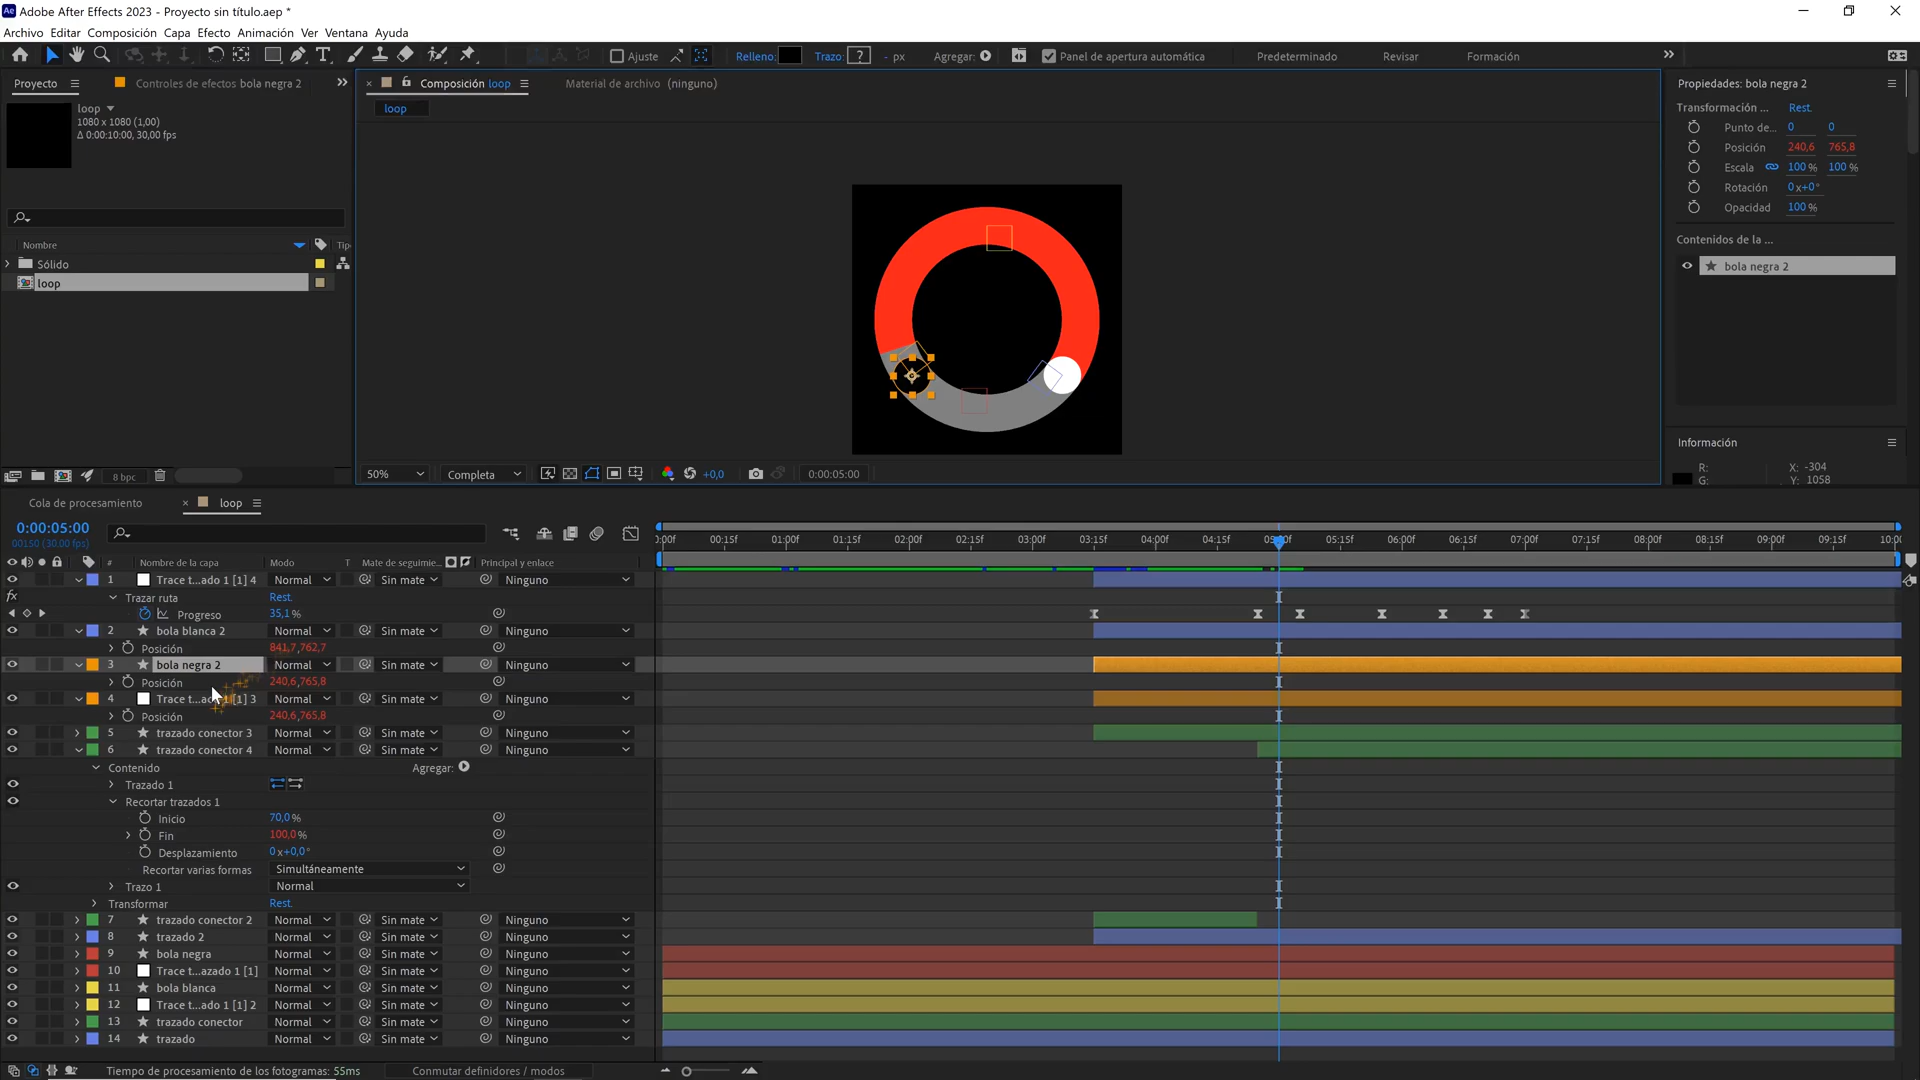 Ae Adobe After Effects 2023 - Proyecto sin título.aep *
Archivo Editar Composición Capa Efecto Animación Ver Ventana Ayuda
Ajuste Relleno: Trazo: ? - px Agregar: Panel de apertura automática Predeterminado Revisar Formación
Proyecto Controles de efectos bola negra 2
loop
1080 x 1080 (1,00)
Δ 0:00:10:00, 30,00 fps
Nombre Tip
Sólido
loop
8 bpc
Composición loop Material de archivo (ninguno)
loop
50% Completa +0,0 0:00:05:00
Propiedades: bola negra 2
Transformación ... Rest.
Punto de... 0 0
Posición 240,6 765,8
Escala 100 % 100 %
Rotación 0x+0°
Opacidad 100 %
Contenidos de la ...
bola negra 2
Información
R: X: -304
G: Y: 1058
Cola de procesamiento loop
0:00:05:00
00150 (30.00 fps)
:00f 00:15f 01:00f 01:15f 02:00f 02:15f 03:00f 03:15f 04:00f 04:15f 05:00f 05:15f 06:00f 06:15f 07:00f 07:15f 08:00f 08:15f 09:00f 09:15f 10:0
# Nombre de la capa Modo T Mate de seguimie... Principal y enlace
1 Trace t...ado 1 [1] 4 Normal Sin mate Ninguno
fx Trazar ruta Rest.
Progreso 35,1 %
2 bola blanca 2 Normal Sin mate Ninguno
Posición 841,7,762,7
3 bola negra 2 Normal Sin mate Ninguno
Posición 240,6,765,8
4 Trace t...ado 1 [1] 3 Normal Sin mate Ninguno
Posición 240,6,765,8
5 trazado conector 3 Normal Sin mate Ninguno
6 trazado conector 4 Normal Sin mate Ninguno
Contenido Agregar:
Trazado 1
Recortar trazados 1
Inicio 70,0 %
Fin 100,0 %
Desplazamiento 0x+0,0°
Recortar varias formas Simultáneamente
Trazo 1 Normal
Transformar Rest.
7 trazado conector 2 Normal Sin mate Ninguno
8 trazado 2 Normal Sin mate Ninguno
9 bola negra Normal Sin mate Ninguno
10 Trace t...azado 1 [1] Normal Sin mate Ninguno
11 bola blanca Normal Sin mate Ninguno
12 Trace t...ado 1 [1] 2 Normal Sin mate Ninguno
13 trazado conector Normal Sin mate Ninguno
14 trazado Normal Sin mate Ninguno
Tiempo de procesamiento de los fotogramas: 55ms Conmutar definidores / modos